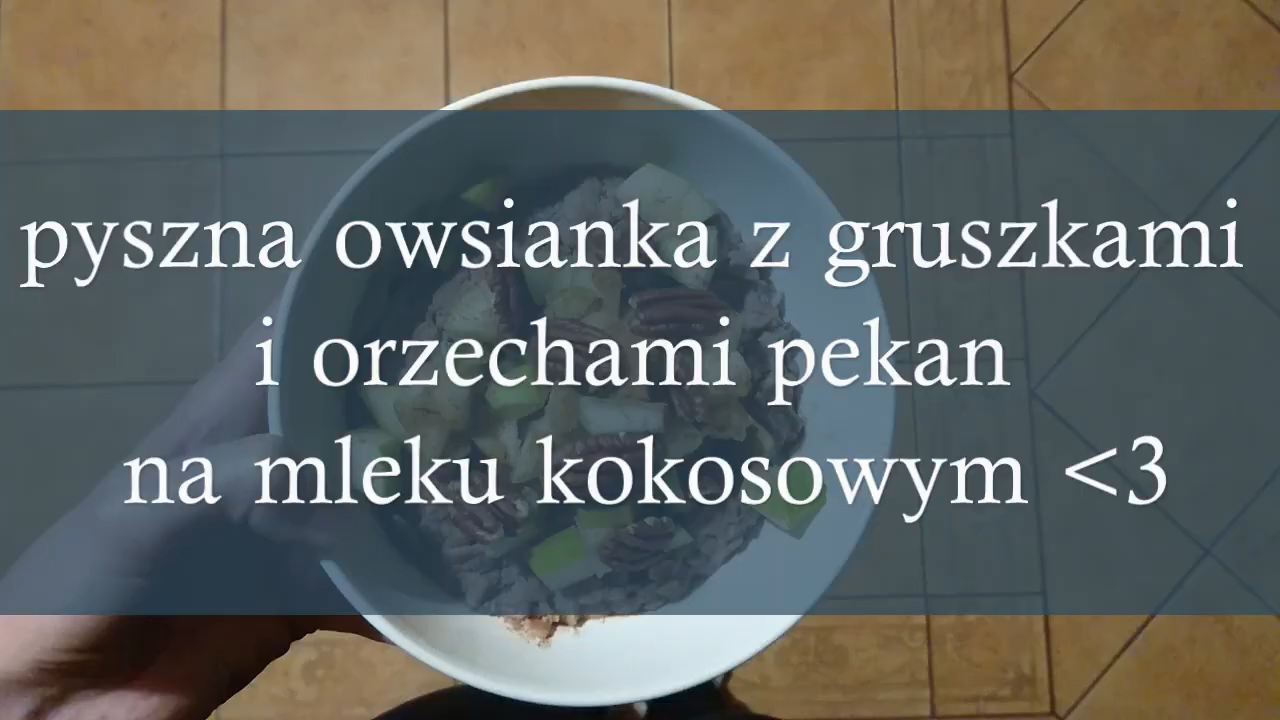 pyszna owsianka z gruszkami
i orzechami pekan
na mleku kokosowym <3